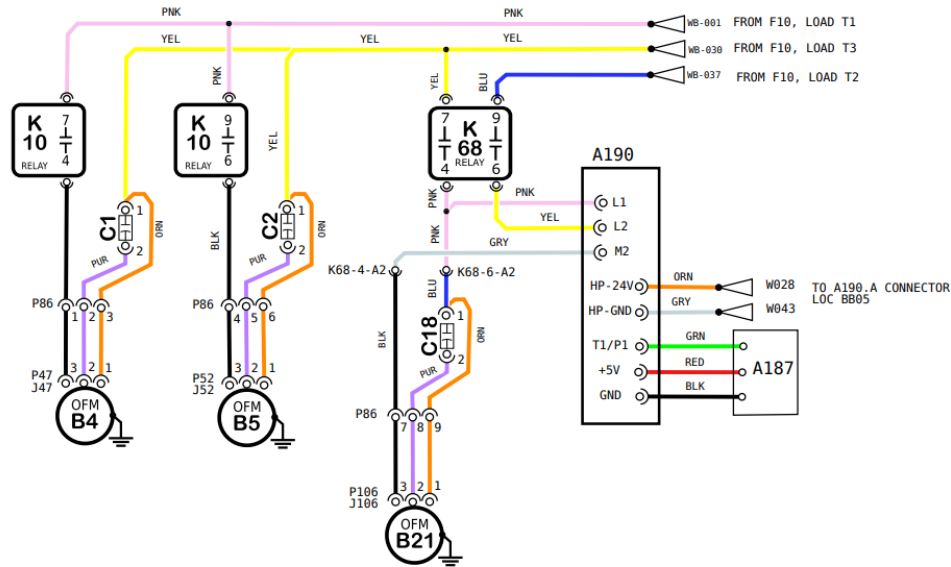 PNK PNK WB-001 FROM F10, LOAD T1
YEL YEL YEL WB-030 FROM F10, LOAD T3
WB-037 FROM F10, LOAD T2
PNK YEL BLU
K 10 RELAY 7 4
K 10 RELAY 9 6
YEL
K 68 RELAY 7 9 4 6
A190
PNK PNK L1
YEL L2
C1 1 2 ORN
BLK
C2 1 2 ORN
PNK GRY M2
PUR PUR
K68-4-A2 K68-6-A2
HP-24V ORN W028 TO A190.A CONNECTOR
LOC BB05
HP-GND GRY W043
P86 1 2 3
P86 4 5 6
BLU
BLK C18 1 2 ORN
T1/P1 GRN
+5V RED A187
GND BLK
PUR
P47 3 2 1
J47
P52 3 2 1
J52
OFM
B4
OFM
B5
P86 7 8 9
P106 3 2 1
J106
OFM
B21